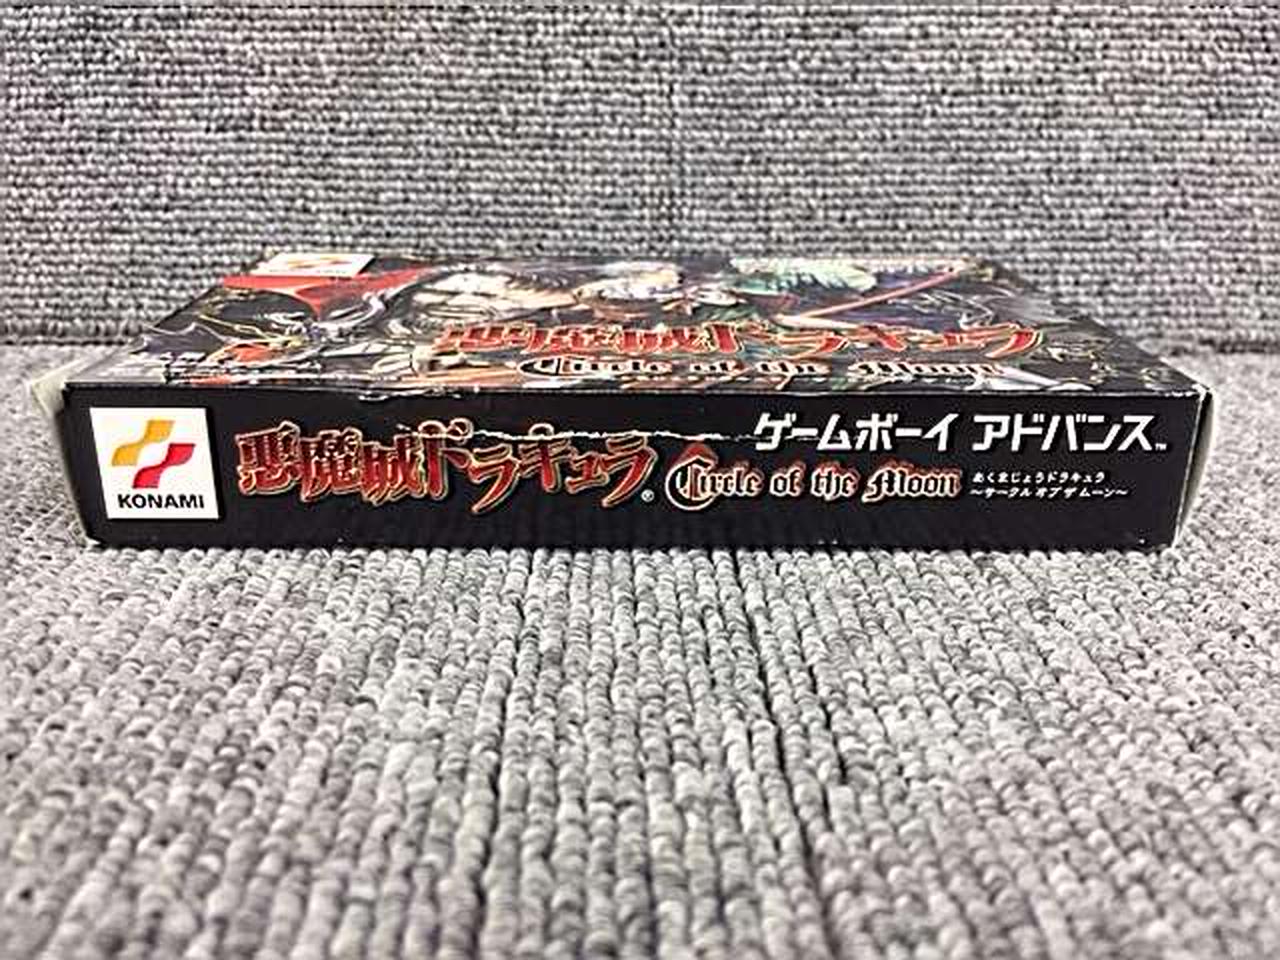 悪魔城ドラキュラ
Circle of the Moon
ゲームボーイ アドバンス™
KONAMI
悪魔城ドラキュラ® Circle of the Moon
あくまじょうドラキュラ
～サークル オブ ザ ムーン～